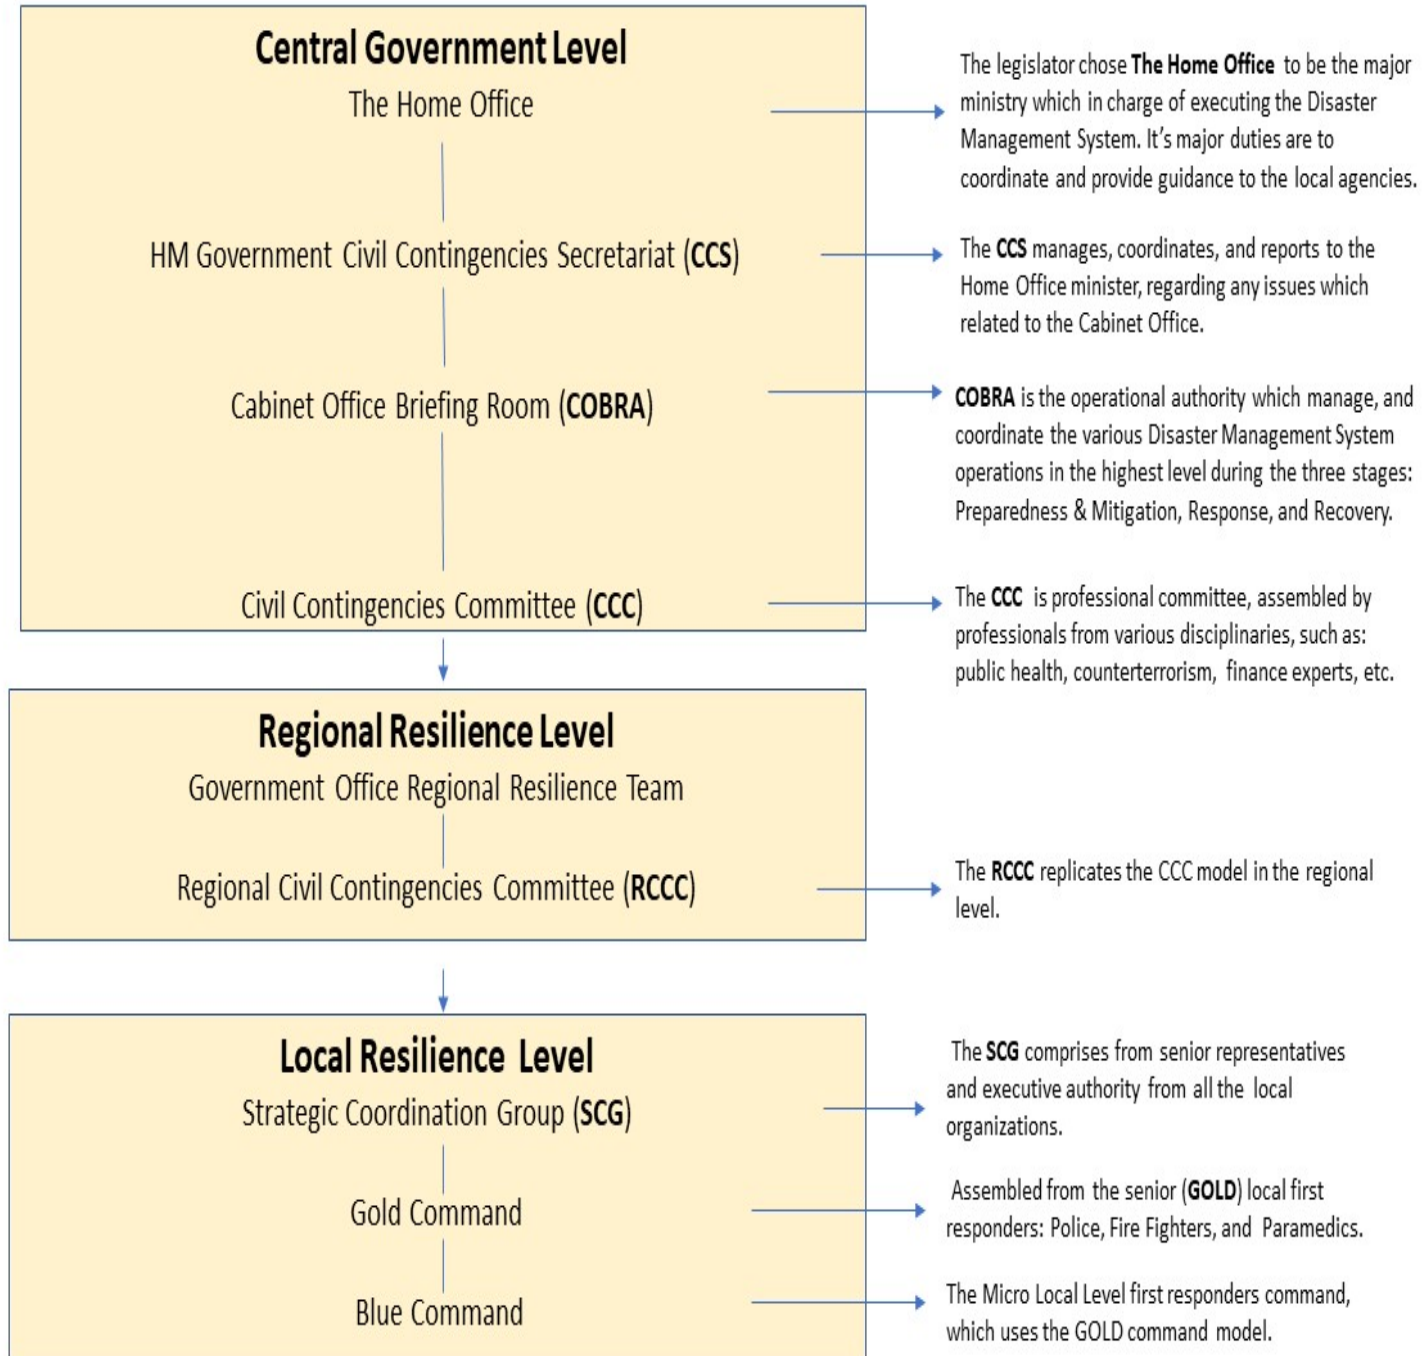 Central Government Level
The Home Office
The legislator chose The Home Office to be the major
ministry which in charge of executing the Disaster
Management System. It's major duties are to
coordinate and provide guidance to the local agencies.
HM Government Civil Contingencies Secretariat (CCS)
The CCS manages, coordinates, and reports to the
Home Office minister, regarding any issues which
related to the Cabinet Office.
Cabinet Office Briefing Room (COBRA)
COBRA is the operational authority which manage, and
coordinate the various Disaster Management System
operations in the highest level during the three stages:
Preparedness & Mitigation, Response, and Recovery.
Civil Contingencies Committee (CCC)
The CCC is professional committee, assembled by
professionals from various disciplinaries, such as:
public health, counterterrorism, finance experts, etc.
Regional Resilience Level
Government Office Regional Resilience Team
Regional Civil Contingencies Committee (RCCC)
The RCCC replicates the CCC model in the regional
level.
Local Resilience Level
Strategic Coordination Group (SCG)
The SCG comprises from senior representatives
and executive authority from all the local
organizations.
Gold Command
Assembled from the senior (GOLD) local first
responders: Police, Fire Fighters, and Paramedics.
Blue Command
The Micro Local Level first responders command,
which uses the GOLD command model.